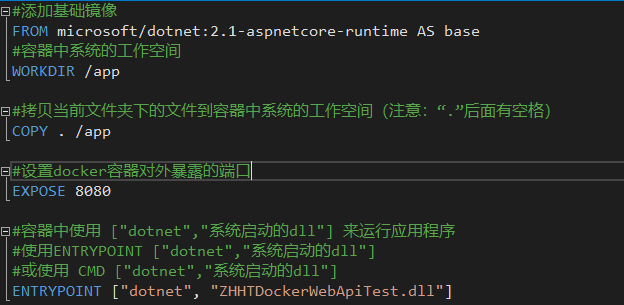 #添加基础镜像
FROM microsoft/dotnet:2.1-aspnetcore-runtime AS base
#容器中系统的工作空间
WORKDIR /app
#拷贝当前文件夹下的文件到容器中系统的工作空间（注意：“.”后面有空格）
COPY . /app
#设置docker容器对外暴露的端口
EXPOSE 8080
#容器中使用 ["dotnet","系统启动的dll"] 来运行应用程序
#使用ENTRYPOINT ["dotnet","系统启动的dll"]
#或使用 CMD ["dotnet","系统启动的dll"]
ENTRYPOINT ["dotnet", "ZHHTDockerWebApiTest.dll"]